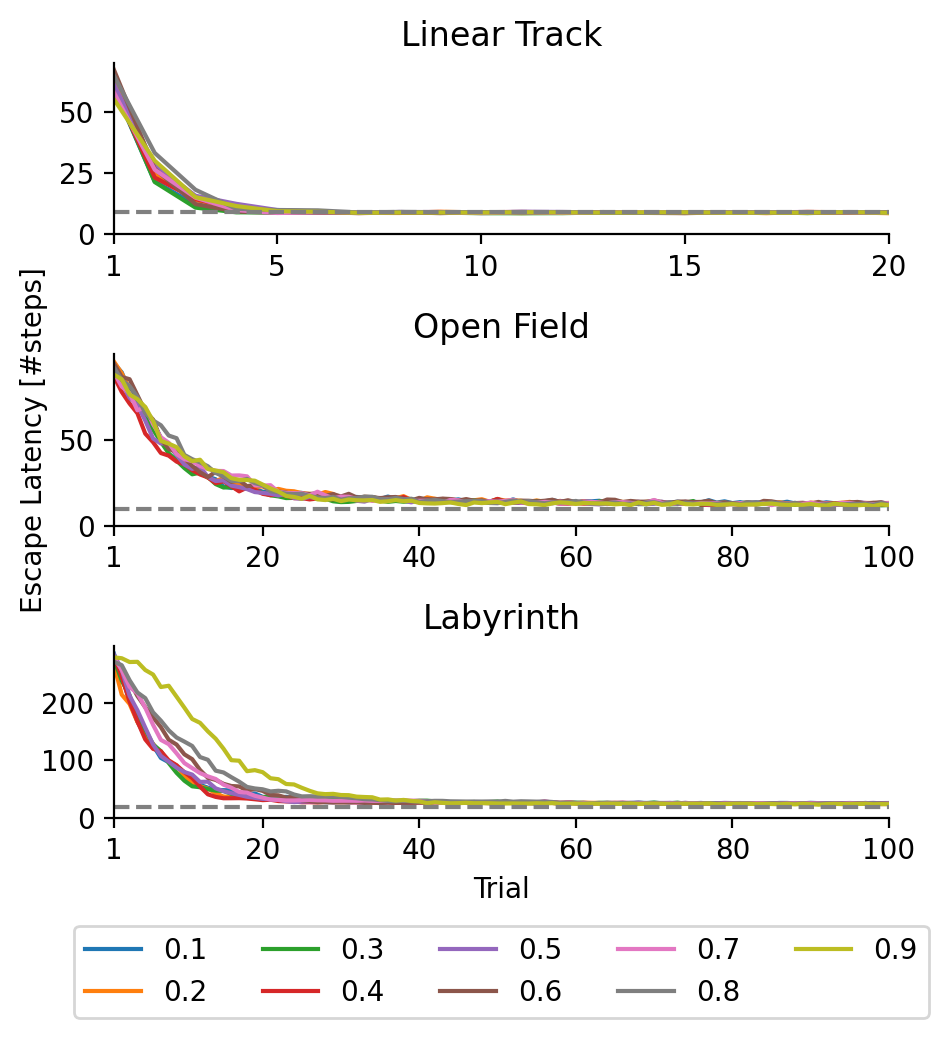 Linear Track
50
25
0
1 5 10 15 20
Open Field
50
0
1 20 40 60 80 100
Escape Latency [#steps]
Labyrinth
200
100
0
1 20 40 60 80 100
Trial
0.1 0.3 0.5 0.7 0.9
0.2 0.4 0.6 0.8